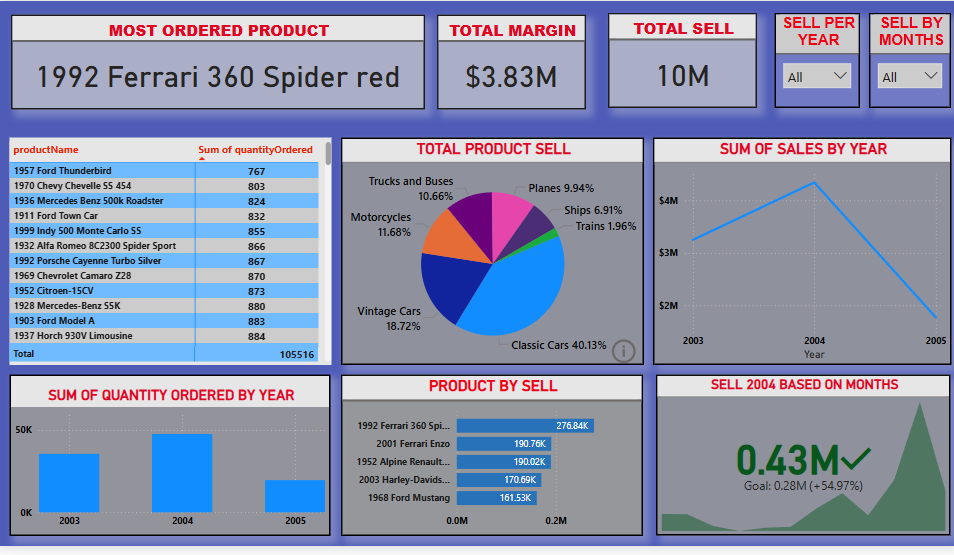 MOST ORDERED PRODUCT
1992 Ferrari 360 Spider red
TOTAL MARGIN
$3.83M
TOTAL SELL
10M
SELL PER
YEAR
All
SELL BY
MONTHS
All
productName Sum of quantityOrdered
1957 Ford Thunderbird 767
1970 Chevy Chevelle SS 454 803
1936 Mercedes Benz 500k Roadster 824
1911 Ford Town Car 832
1999 Indy 500 Monte Carlo SS 855
1932 Alfa Romeo 8C2300 Spider Sport 866
1992 Porsche Cayenne Turbo Silver 867
1969 Chevrolet Camaro Z28 870
1952 Citroen-15CV 873
1928 Mercedes-Benz SSK 880
1903 Ford Model A 883
1937 Horch 930V Limousine 884
Total 105516
TOTAL PRODUCT SELL
Trucks and Buses
10.66%
Planes 9.94%
Ships 6.91%
Trains 1.96%
Motorcycles
11.68%
Vintage Cars
18.72%
Classic Cars 40.13%
SUM OF SALES BY YEAR
$4M
$3M
$2M
2003 2004 2005
Year
SUM OF QUANTITY ORDERED BY YEAR
50K
0K
2003 2004 2005
PRODUCT BY SELL
1992 Ferrari 360 Spi... 276.84K
2001 Ferrari Enzo 190.76K
1952 Alpine Renault... 190.02K
2003 Harley-Davids... 170.69K
1968 Ford Mustang 161.53K
0.0M 0.2M
SELL 2004 BASED ON MONTHS
0.43M
Goal: 0.28M (+54.97%)